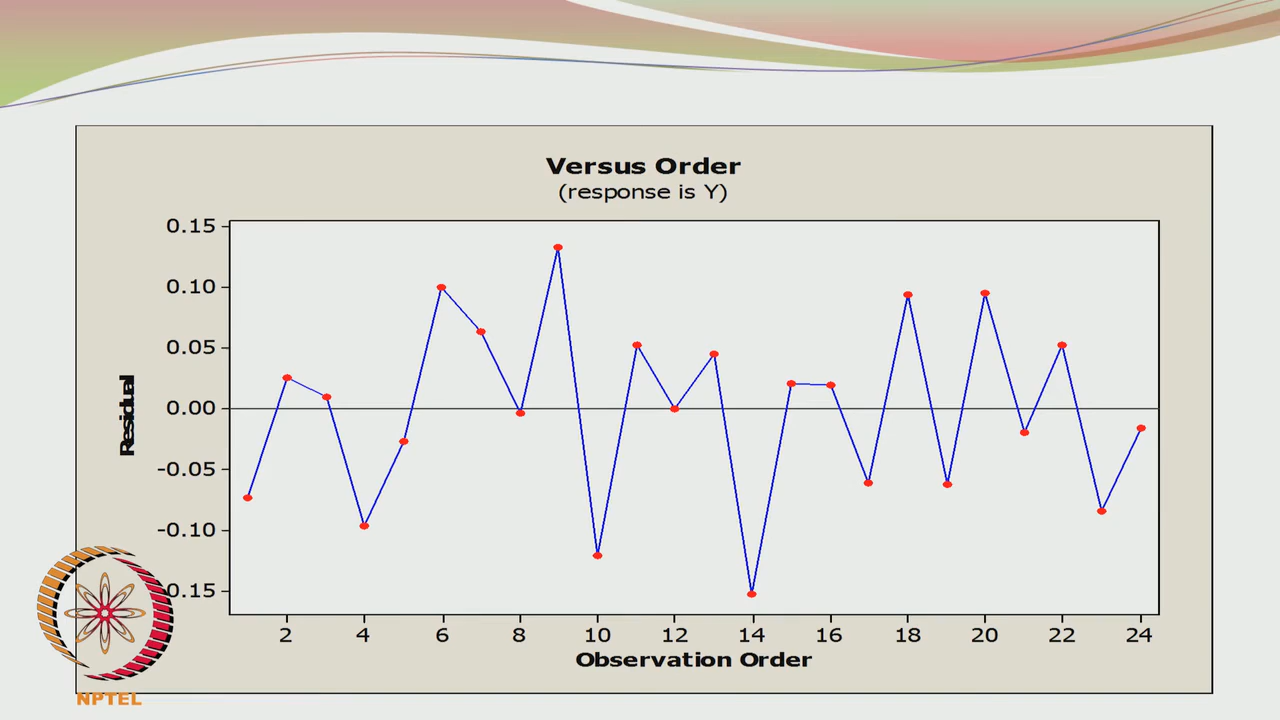 Versus Order
(response is Y)
0.15
0.10
0.05
0.00
-0.05
-0.10
0.15
Residual
2 4 6 8 10 12 14 16 18 20 22 24
Observation Order
NPTEL